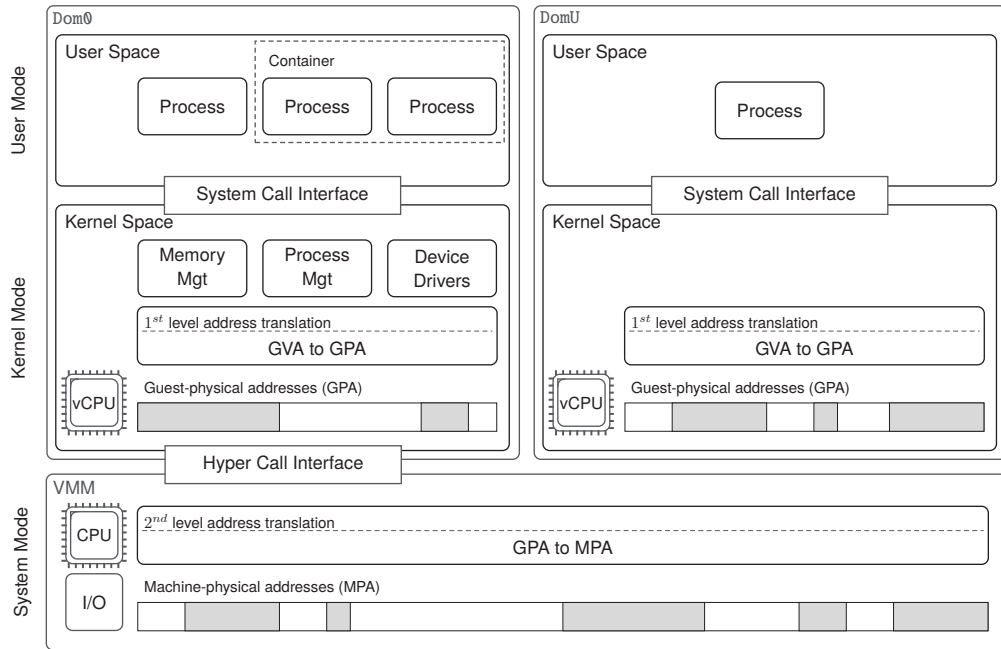 Dom0
User Space
Container
Process
Process
Process
System Call Interface
Kernel Space
Memory
Mgt
Process
Mgt
Device
Drivers
1st level address translation
GVA to GPA
vCPU
Guest-physical addresses (GPA)
Hyper Call Interface
DomU
User Space
Process
System Call Interface
Kernel Space
1st level address translation
GVA to GPA
vCPU
Guest-physical addresses (GPA)
VMM
CPU
2nd level address translation
GPA to MPA
I/O
Machine-physical addresses (MPA)
User Mode
Kernel Mode
System Mode